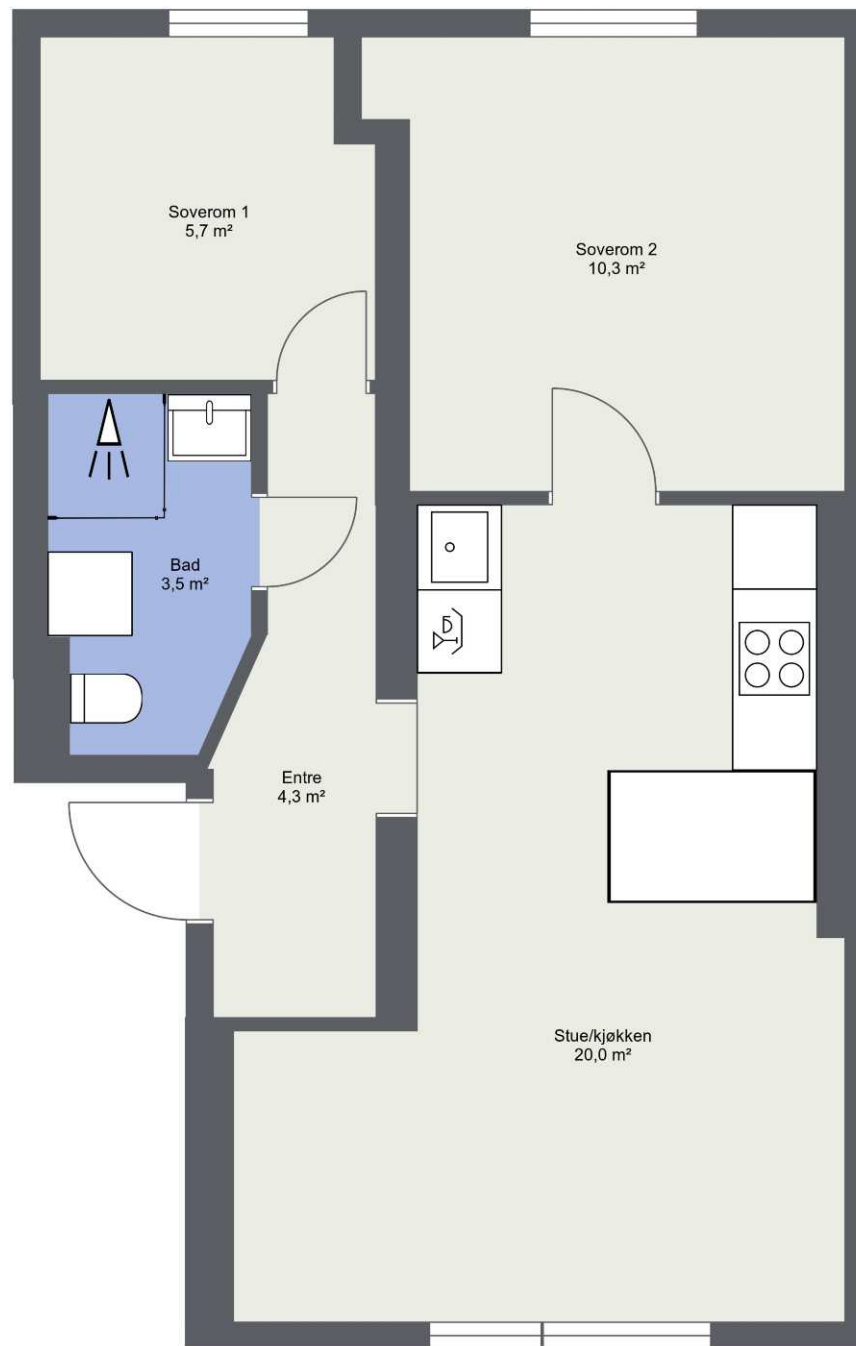 Soverom 1
5,7 m²
Soverom 2
10,3 m²
Bad
3,5 m²
Entre
4,3 m²
Stue/kjøkken
20,0 m²